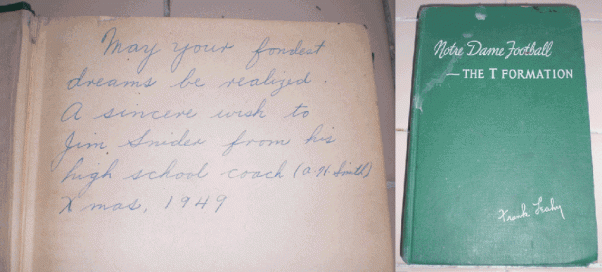 May your fondest
dreams be realized.
A sincere wish to
Jim Snider from his
high school coach (A. H. Smith)
Xmas, 1949
Notre Dame Football
— THE T FORMATION
Frank Leahy